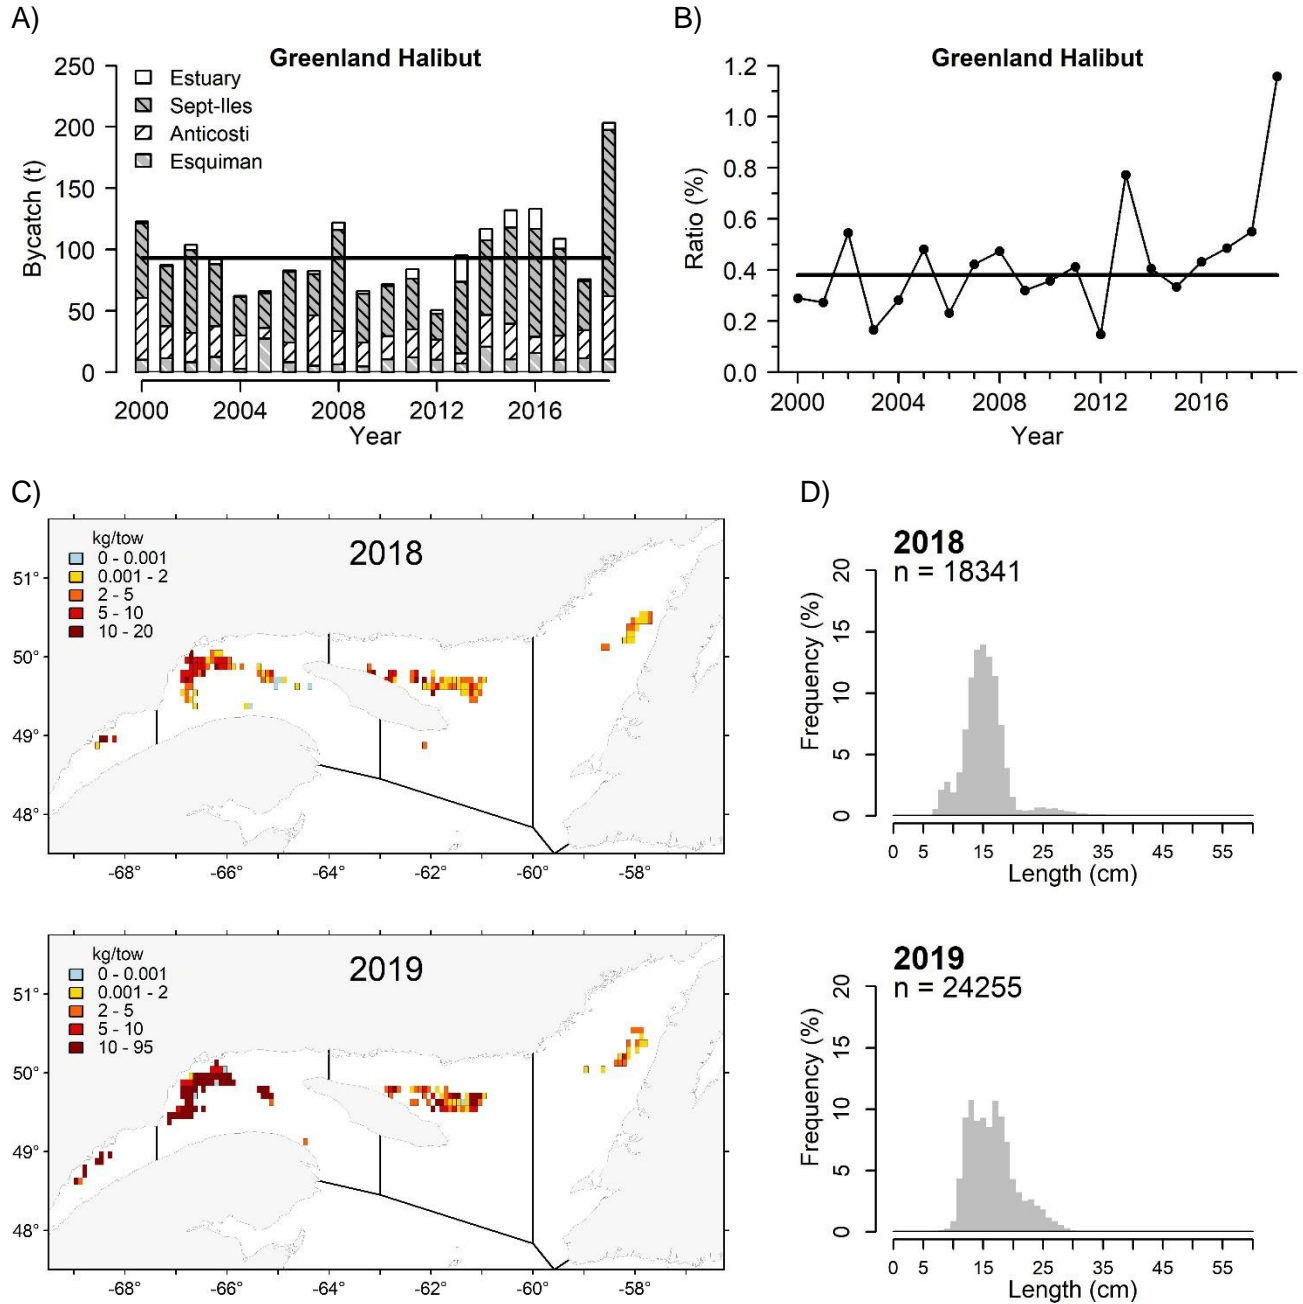 A)
Greenland Halibut
250
200
150
100
50
0
Bycatch (t)
Estuary
Sept-Iles
Anticosti
Esquiman
2000 2004 2008 2012 2016
Year
B)
Greenland Halibut
1.2
1.0
0.8
0.6
0.4
0.2
0.0
Ratio (%)
2000 2004 2008 2012 2016
Year
C)
kg/tow
0 - 0.001
0.001 - 2
2 - 5
5 - 10
10 - 20
2018
51°
50°
49°
48°
-68° -66° -64° -62° -60° -58°
kg/tow
0 - 0.001
0.001 - 2
2 - 5
5 - 10
10 - 95
2019
51°
50°
49°
48°
-68° -66° -64° -62° -60° -58°
D)
2018
n = 18341
20
15
10
5
0
Frequency (%)
0 5 15 25 35 45 55
Length (cm)
2019
n = 24255
20
15
10
5
0
Frequency (%)
0 5 15 25 35 45 55
Length (cm)